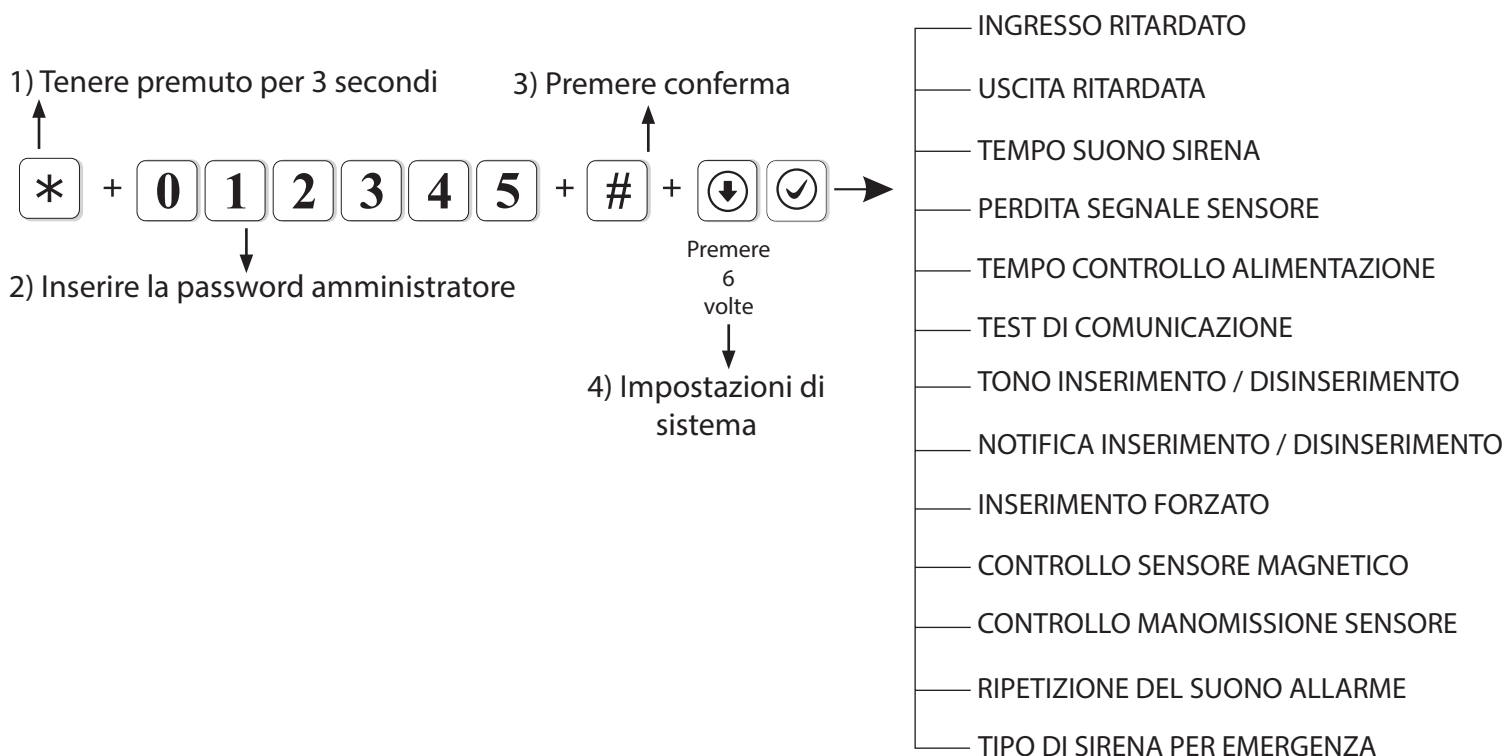 1) Tenere premuto per 3 secondi
3) Premere conferma
* + 0 1 2 3 4 5 + # +
2) Inserire la password amministratore
Premere
6
volte
4) Impostazioni di
sistema
INGRESSO RITARDATO
USCITA RITARDATA
TEMPO SUONO SIRENA
PERDITA SEGNALE SENSORE
TEMPO CONTROLLO ALIMENTAZIONE
TEST DI COMUNICAZIONE
TONO INSERIMENTO / DISINSERIMENTO
NOTIFICA INSERIMENTO / DISINSERIMENTO
INSERIMENTO FORZATO
CONTROLLO SENSORE MAGNETICO
CONTROLLO MANOMISSIONE SENSORE
RIPETIZIONE DEL SUONO ALLARME
TIPO DI SIRENA PER EMERGENZA